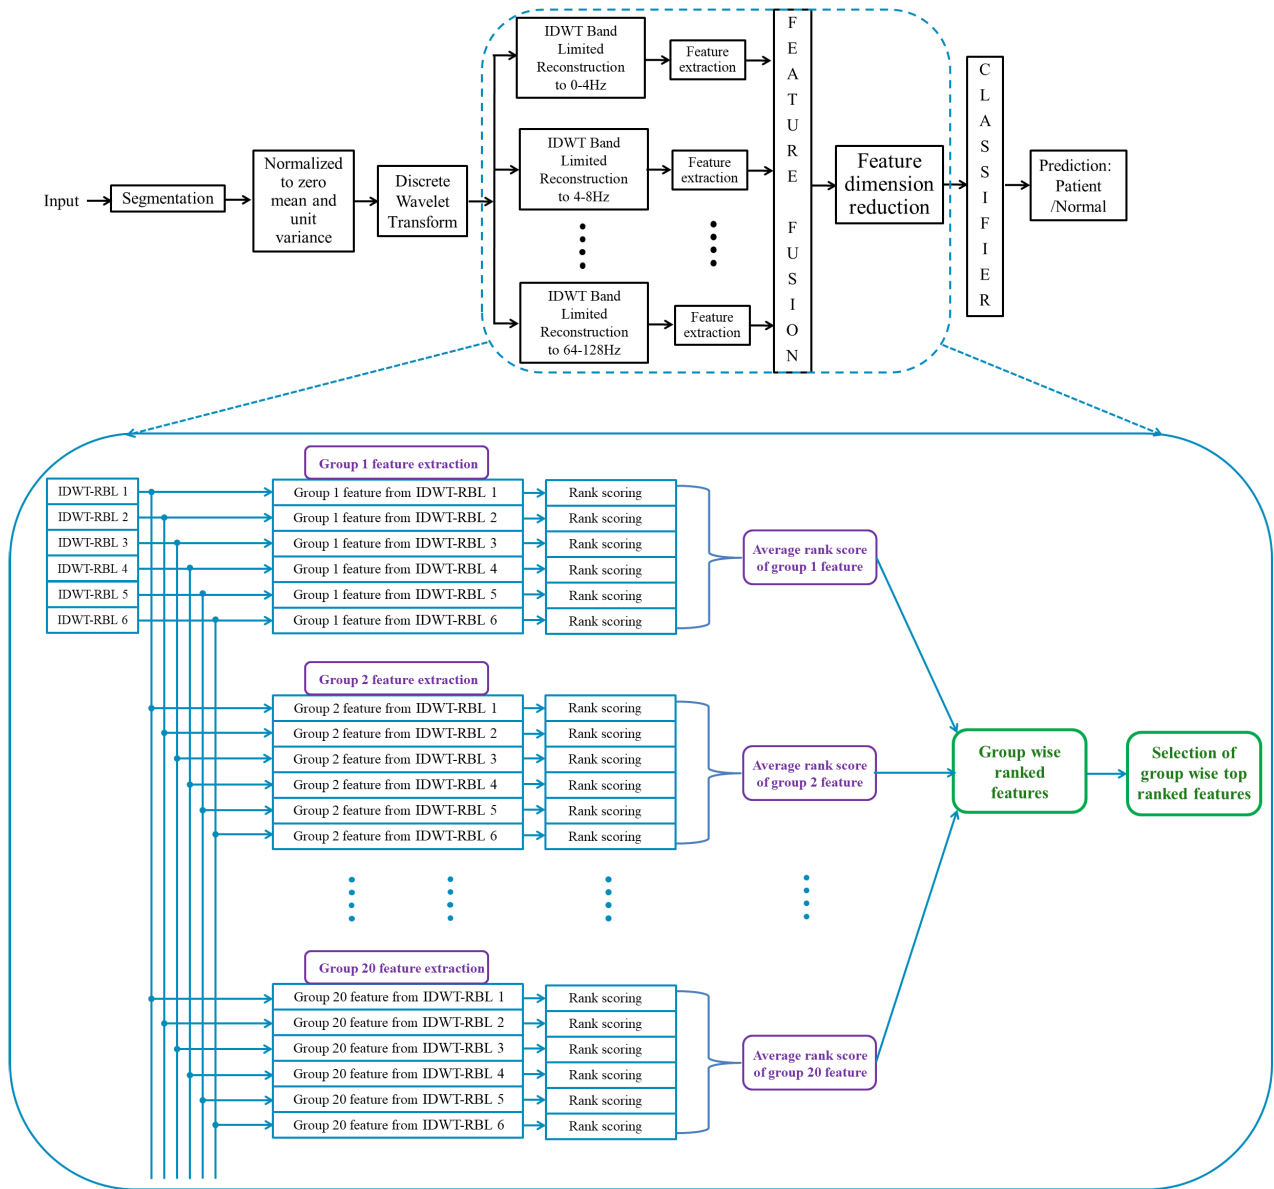 Input
Segmentation
Normalized
to zero
mean and
unit
variance
Discrete
Wavelet
Transform
IDWT Band
Limited
Reconstruction
to 0-4Hz
Feature
extraction
IDWT Band
Limited
Reconstruction
to 4-8Hz
Feature
extraction
IDWT Band
Limited
Reconstruction
to 64-128Hz
Feature
extraction
FEATURE FUSION
Feature
dimension
reduction
CLASSIFIER
Prediction:
Patient
/Normal
IDWT-RBL 1
IDWT-RBL 2
IDWT-RBL 3
IDWT-RBL 4
IDWT-RBL 5
IDWT-RBL 6
Group 1 feature extraction
Group 1 feature from IDWT-RBL 1
Rank scoring
Group 1 feature from IDWT-RBL 2
Rank scoring
Group 1 feature from IDWT-RBL 3
Rank scoring
Group 1 feature from IDWT-RBL 4
Rank scoring
Group 1 feature from IDWT-RBL 5
Rank scoring
Group 1 feature from IDWT-RBL 6
Rank scoring
Average rank score
of group 1 feature
Group 2 feature extraction
Group 2 feature from IDWT-RBL 1
Rank scoring
Group 2 feature from IDWT-RBL 2
Rank scoring
Group 2 feature from IDWT-RBL 3
Rank scoring
Group 2 feature from IDWT-RBL 4
Rank scoring
Group 2 feature from IDWT-RBL 5
Rank scoring
Group 2 feature from IDWT-RBL 6
Rank scoring
Average rank score
of group 2 feature
Group 20 feature extraction
Group 20 feature from IDWT-RBL 1
Rank scoring
Group 20 feature from IDWT-RBL 2
Rank scoring
Group 20 feature from IDWT-RBL 3
Rank scoring
Group 20 feature from IDWT-RBL 4
Rank scoring
Group 20 feature from IDWT-RBL 5
Rank scoring
Group 20 feature from IDWT-RBL 6
Rank scoring
Average rank score
of group 20 feature
Group wise
ranked
features
Selection of
group wise top
ranked features